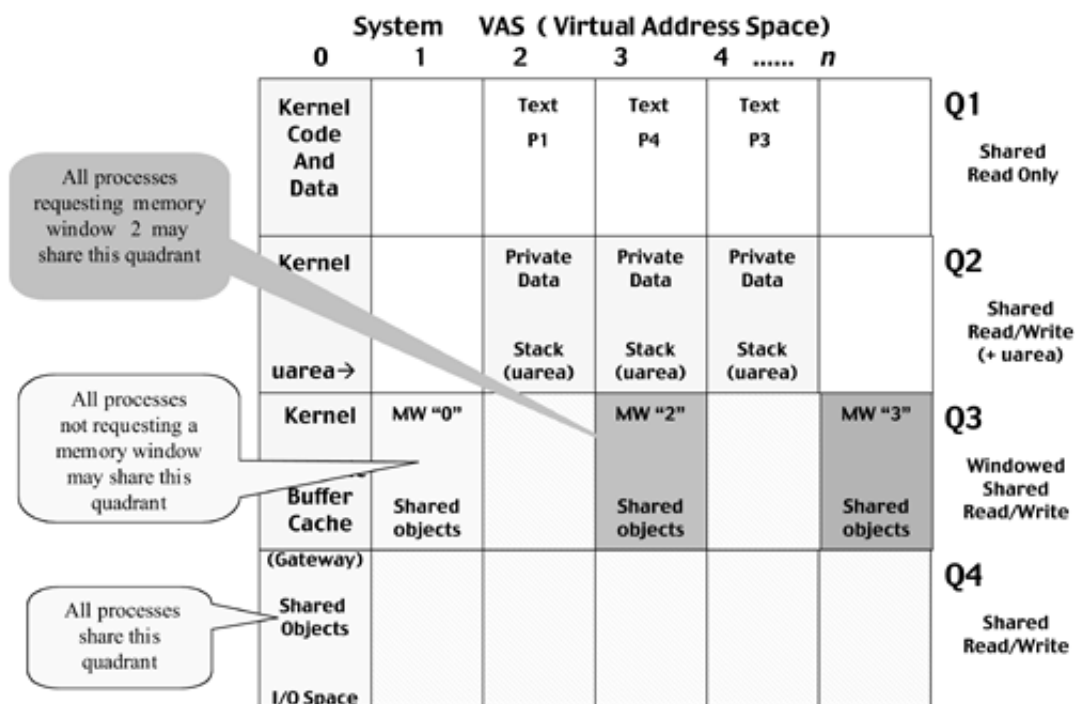 System VAS ( Virtual Address Space)
0 1 2 3 4 ...... n
Kernel
Code
And
Data
Text
P1
Text
P4
Text
P3
Q1
Shared
Read Only
All processes
requesting memory
window 2 may
share this quadrant
Kernel
uarea→
Private
Data
Stack
(uarea)
Private
Data
Stack
(uarea)
Private
Data
Stack
(uarea)
Q2
Shared
Read/Write
(+ uarea)
All processes
not requesting a
memory window
may share this
quadrant
Kernel
Buffer
Cache
MW “0”
Shared
objects
MW “2”
Shared
objects
MW “3”
Shared
objects
Q3
Windowed
Shared
Read/Write
All processes
share this
quadrant
(Gateway)
Shared
Objects
I/O Space
Q4
Shared
Read/Write